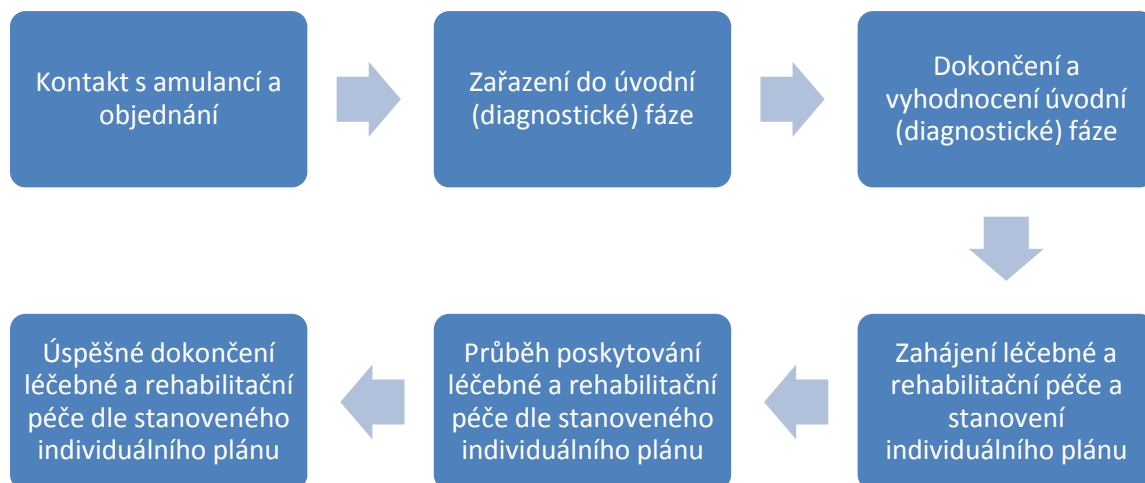 Kontakt s amulancí a
objednání
Zařazení do úvodní
(diagnostické) fáze
Dokončení a
vyhodnocení úvodní
(diagnostické) fáze
Zahájení léčebné a
rehabilitační péče a
stanovení
individuálního plánu
Průběh poskytování
léčebné a rehabilitační
péče dle stanoveného
individuálního plánu
Úspěšné dokončení
léčebné a rehabilitační
péče dle stanoveného
individuálního plánu